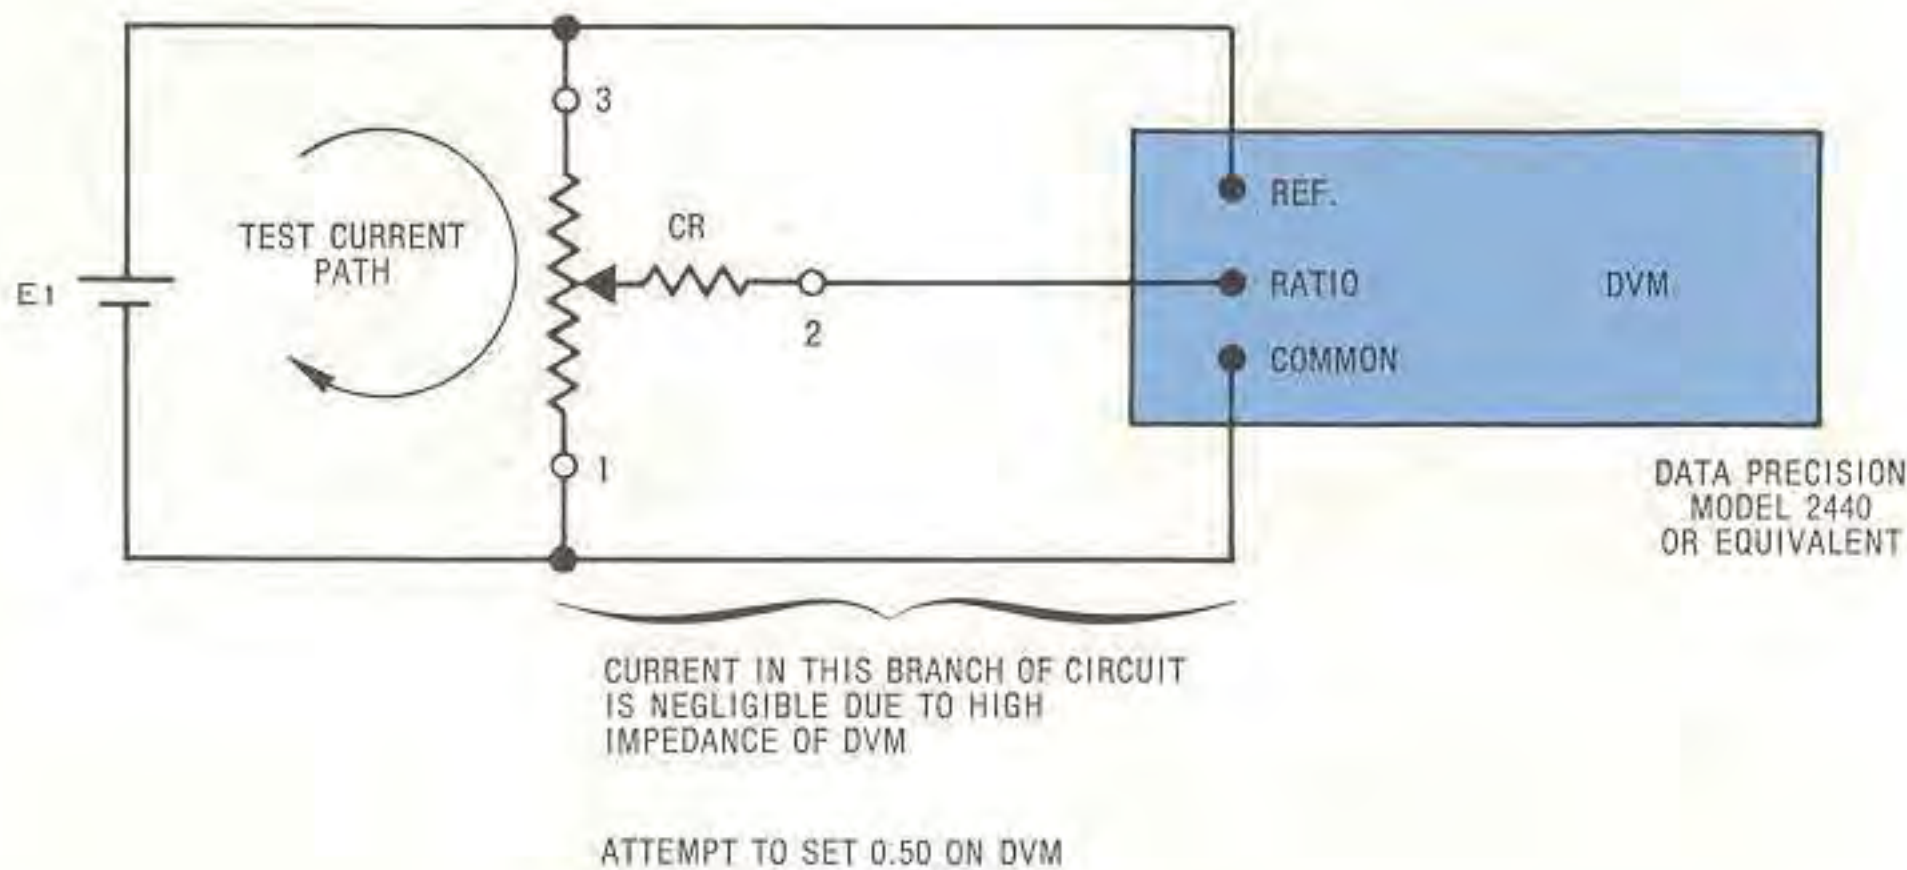 3
TEST CURRENT
PATH
E1
CR
2
1
REF.
RATIO
DVM
COMMON
DATA PRECISION
MODEL 2440
OR EQUIVALENT
CURRENT IN THIS BRANCH OF CIRCUIT
IS NEGLIGIBLE DUE TO HIGH
IMPEDANCE OF DVM
ATTEMPT TO SET 0.50 ON DVM